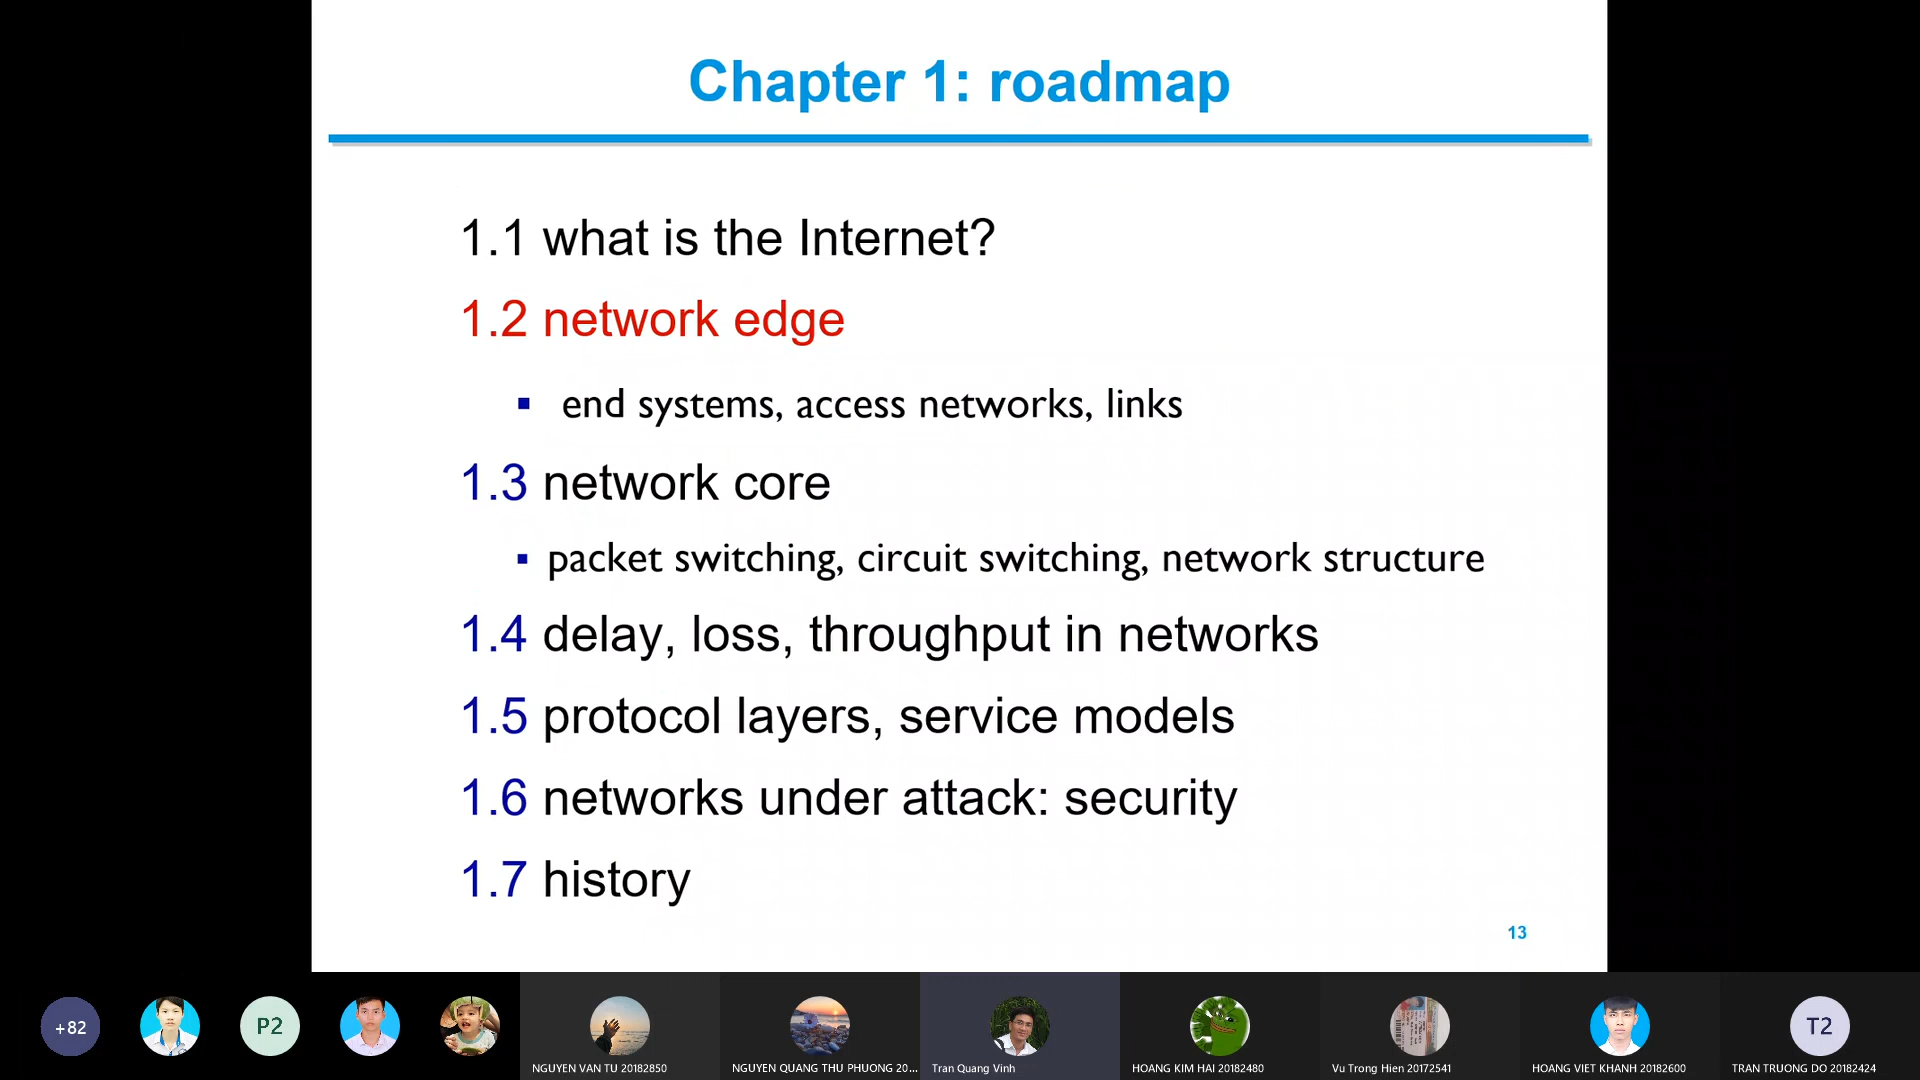 Chapter 1: roadmap
1.1 what is the Internet?
1.2 network edge
▪ end systems, access networks, links
1.3 network core
▪ packet switching, circuit switching, network structure
1.4 delay, loss, throughput in networks
1.5 protocol layers, service models
1.6 networks under attack: security
1.7 history
13
+82
P2
T2
NGUYEN VAN TU 20182850
NGUYEN QUANG THU PHUONG 20...
Tran Quang Vinh
HOANG KIM HAI 20182480
Vu Trong Hien 20172541
HOANG VIET KHANH 20182600
TRAN TRUONG DO 20182424